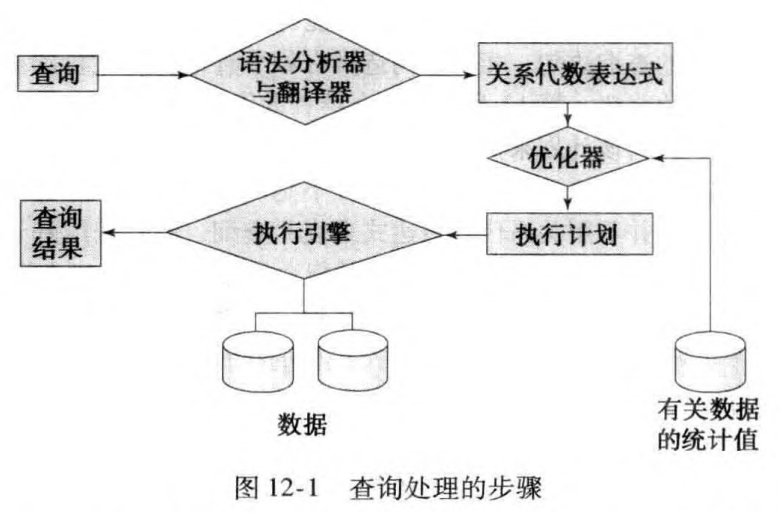 查询
语法分析器
与翻译器
关系代数表达式
优化器
查询
结果
执行引擎
执行计划
数据
有关数据
的统计值
图 12-1 查询处理的步骤